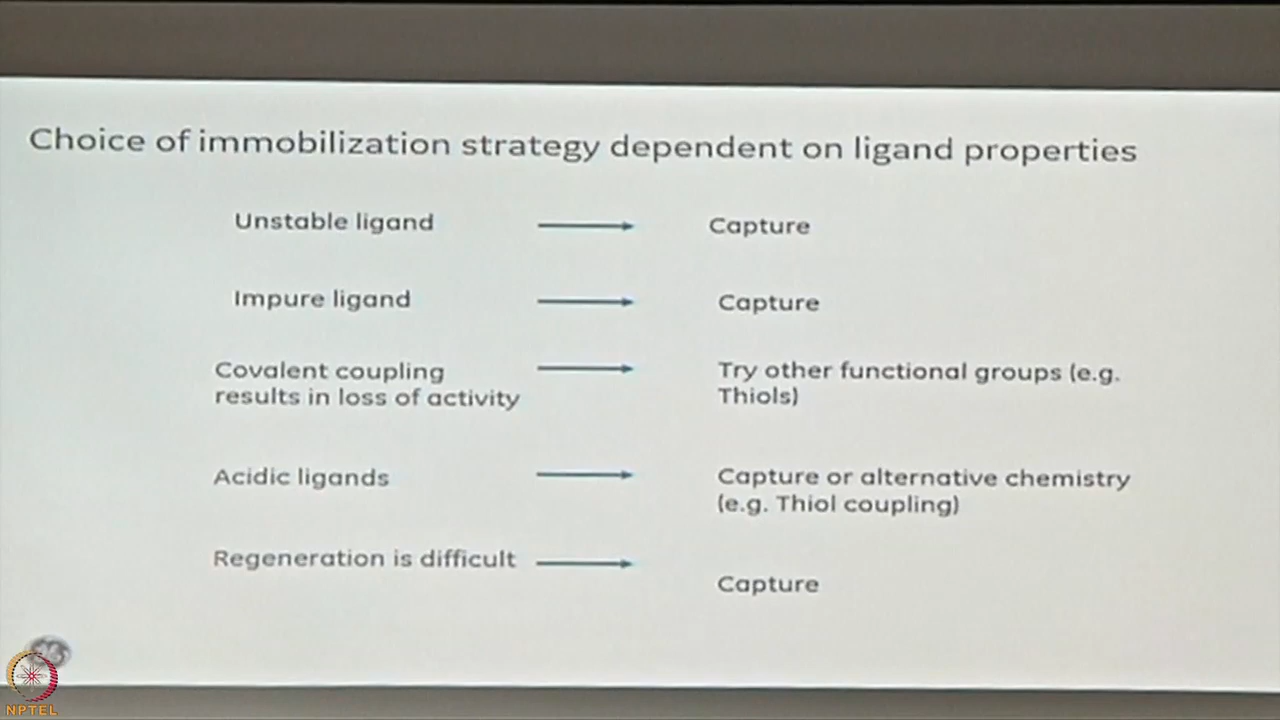 Choice of immobilization strategy dependent on ligand properties
Unstable ligand
Capture
Impure ligand
Capture
Covalent coupling
results in loss of activity
Try other functional groups (e.g.
Thiols)
Acidic ligands
Capture or alternative chemistry
(e.g. Thiol coupling)
Regeneration is difficult
Capture
NPTEL